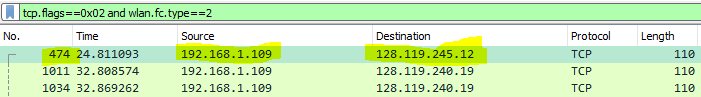 tcp.flags==0x02 and wlan.fc.type==2
No. Time Source Destination Protocol Length
474 24.811093 192.168.1.109 128.119.245.12 TCP 110
1011 32.808574 192.168.1.109 128.119.240.19 TCP 110
1034 32.869262 192.168.1.109 128.119.240.19 TCP 110